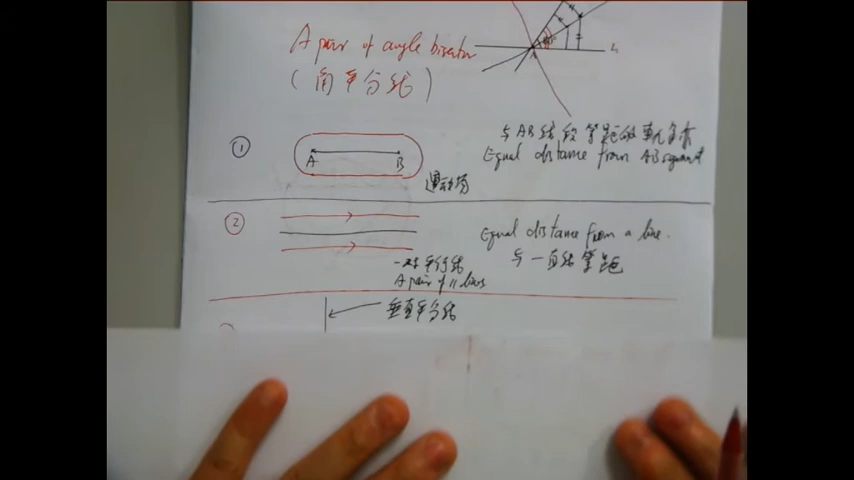 A pair of angle bisector
(角平分线)
A
L₁
①
A B
与AB线段等距的轨迹
Equal distance from AB segment
运动场
②
Equal distance from a line.
与一直线等距
一对平行线
A pair of // lines
垂直平分线